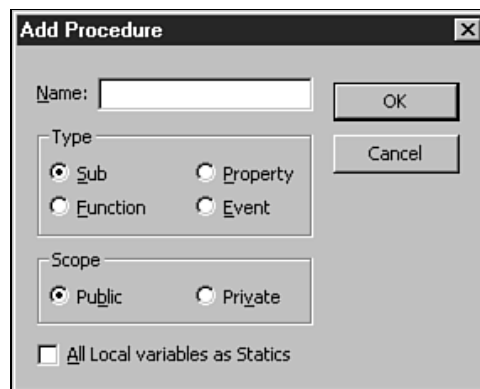 Add Procedure
Name:
OK
Cancel
Type
Sub
Property
Function
Event
Scope
Public
Private
All Local variables as Statics